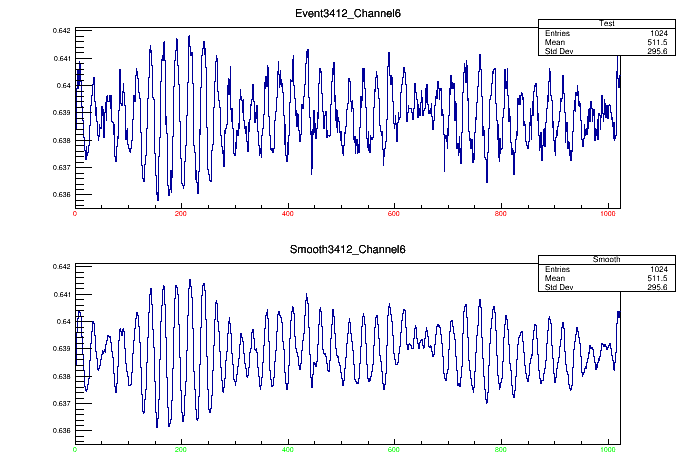 Event3412_Channel6
Test
Entries 1024
Mean 511.5
Std Dev 295.6
0.642
0.641
0.64
0.639
0.638
0.637
0.636
0 200 400 600 800 1000
Smooth3412_Channel6
Smooth
Entries 1024
Mean 511.5
Std Dev 295.6
0.642
0.641
0.64
0.639
0.638
0.637
0.636
0 200 400 600 800 1000